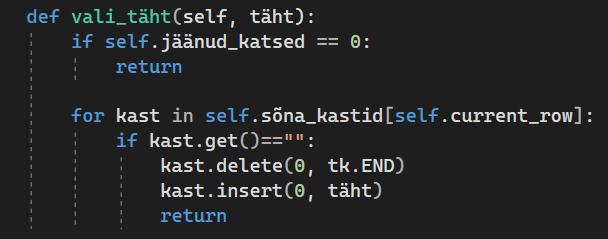 def vali_täht(self, täht):
if self.jäänud_katsed == 0:
return
for kast in self.sõna_kastid[self.current_row]:
if kast.get()=="":
kast.delete(0, tk.END)
kast.insert(0, täht)
return